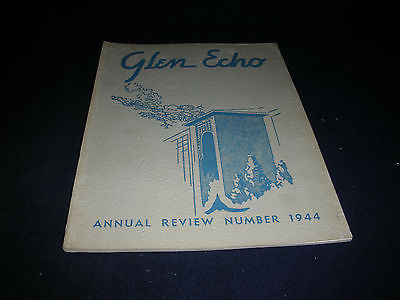 Glen Echo
ANNUAL REVIEW NUMBER 1944